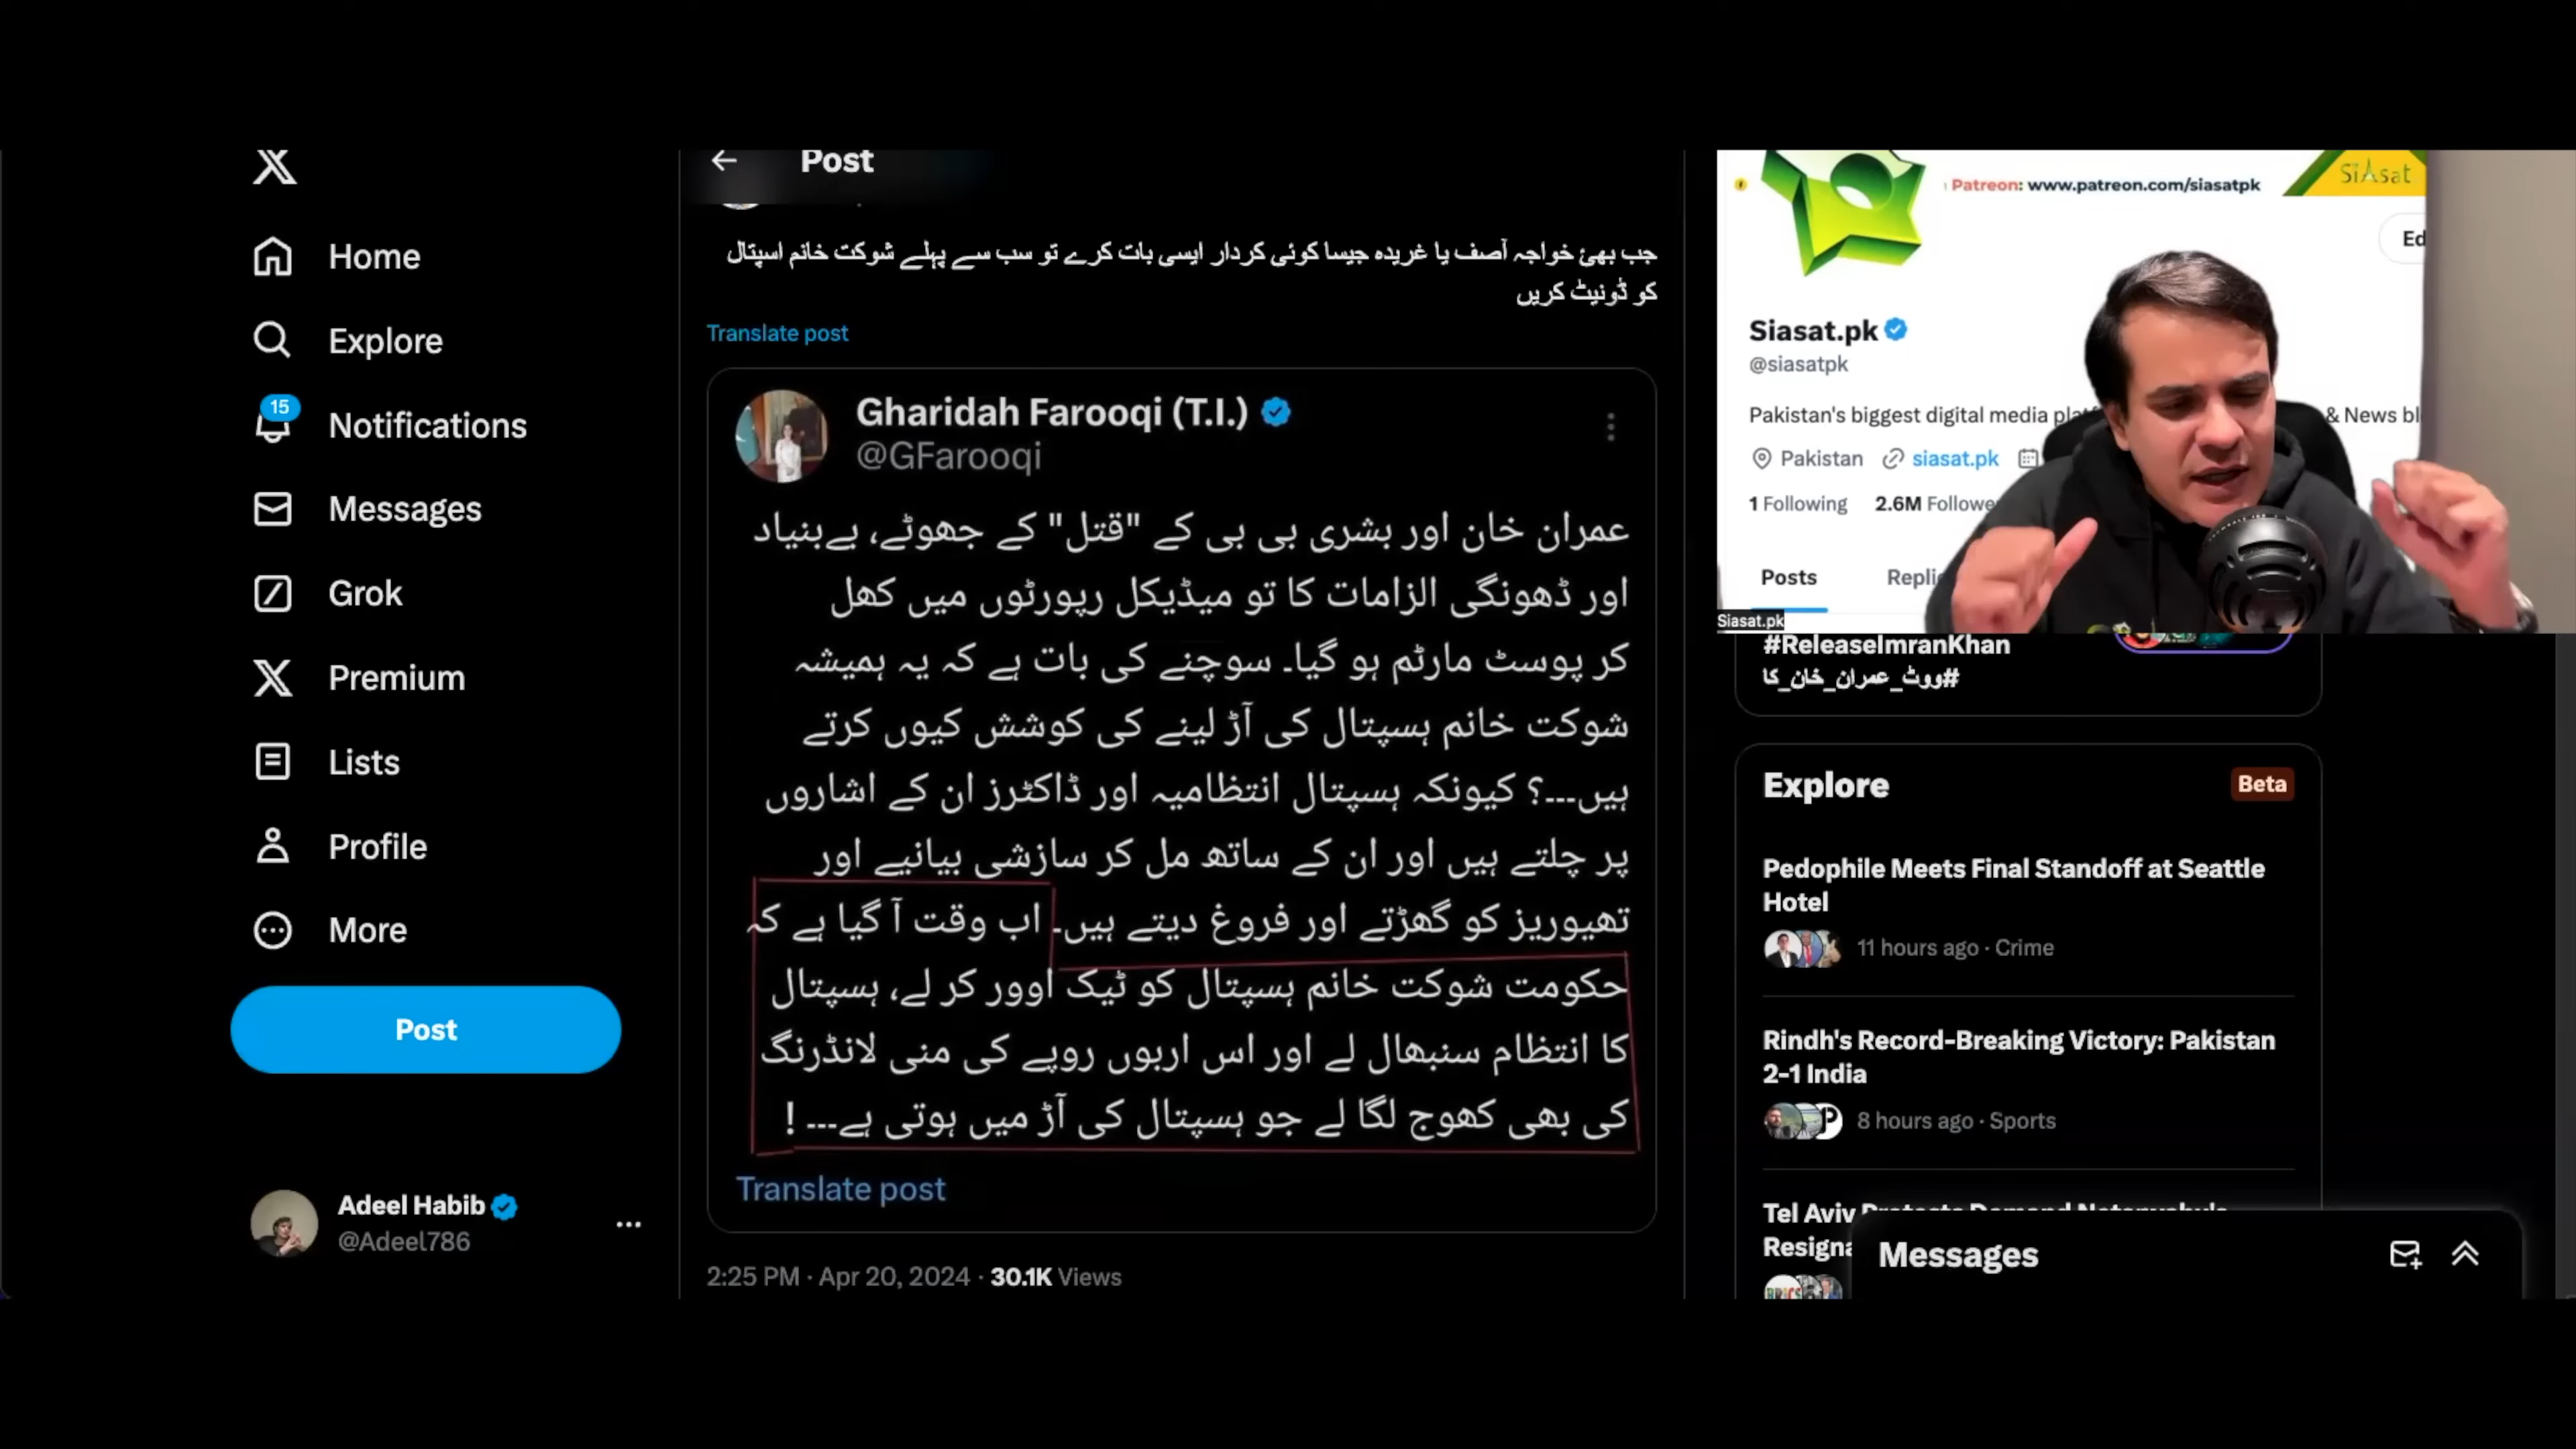 Home
Explore
15
Notifications
Messages
Grok
Premium
Lists
Profile
More
Post
Adeel Habib
@Adeel786
Post
جب بھئ خواجہ آصف یا غریدہ جیسا کوئی کردار ایسی بات کرے تو سب سے پہلے شوکت خانم اسپتال
کو ڈونیٹ کریں
Translate post
Gharidah Farooqi (T.I.)
@GFarooqi
عمران خان اور بشری بی بی کے "قتل" کے جھوٹے، بےبنیاد
اور ڈھونگی الزامات کا تو میڈیکل رپورٹوں میں کھل
کر پوسٹ مارٹم ہو گیا۔ سوچنے کی بات ہے کہ یہ ہمیشہ
شوکت خانم ہسپتال کی آڑ لینے کی کوشش کیوں کرتے
ہیں...؟ کیونکہ ہسپتال انتظامیہ اور ڈاکٹرز ان کے اشاروں
پر چلتے ہیں اور ان کے ساتھ مل کر سازشی بیانیے اور
تھیوریز کو گھڑتے اور فروغ دیتے ہیں۔ اب وقت آ گیا ہے کہ
حکومت شوکت خانم ہسپتال کو ٹیک اوور کر لے، ہسپتال
کا انتظام سنبھال لے اور اس اربوں روپے کی منی لانڈرنگ
کی بھی کھوج لگا لے جو ہسپتال کی آڑ میں ہوتی ہے...!
Translate post
2:25 PM · Apr 20, 2024 · 30.1K Views
Patreon: www.patreon.com/siasatpk
SiAsat
Ed
Siasat.pk
@siasatpk
Pakistan's biggest digital media & News
Pakistan siasat.pk
1 Following 2.6M
Posts
Siasat.pk
#ReleaseImranKhan
#ووٹ_عمران_خان_کا
Explore
Beta
Pedophile Meets Final Standoff at Seattle
Hotel
11 hours ago · Crime
Rindh's Record-Breaking Victory: Pakistan
2-1 India
8 hours ago · Sports
Tel Aviv
Messages